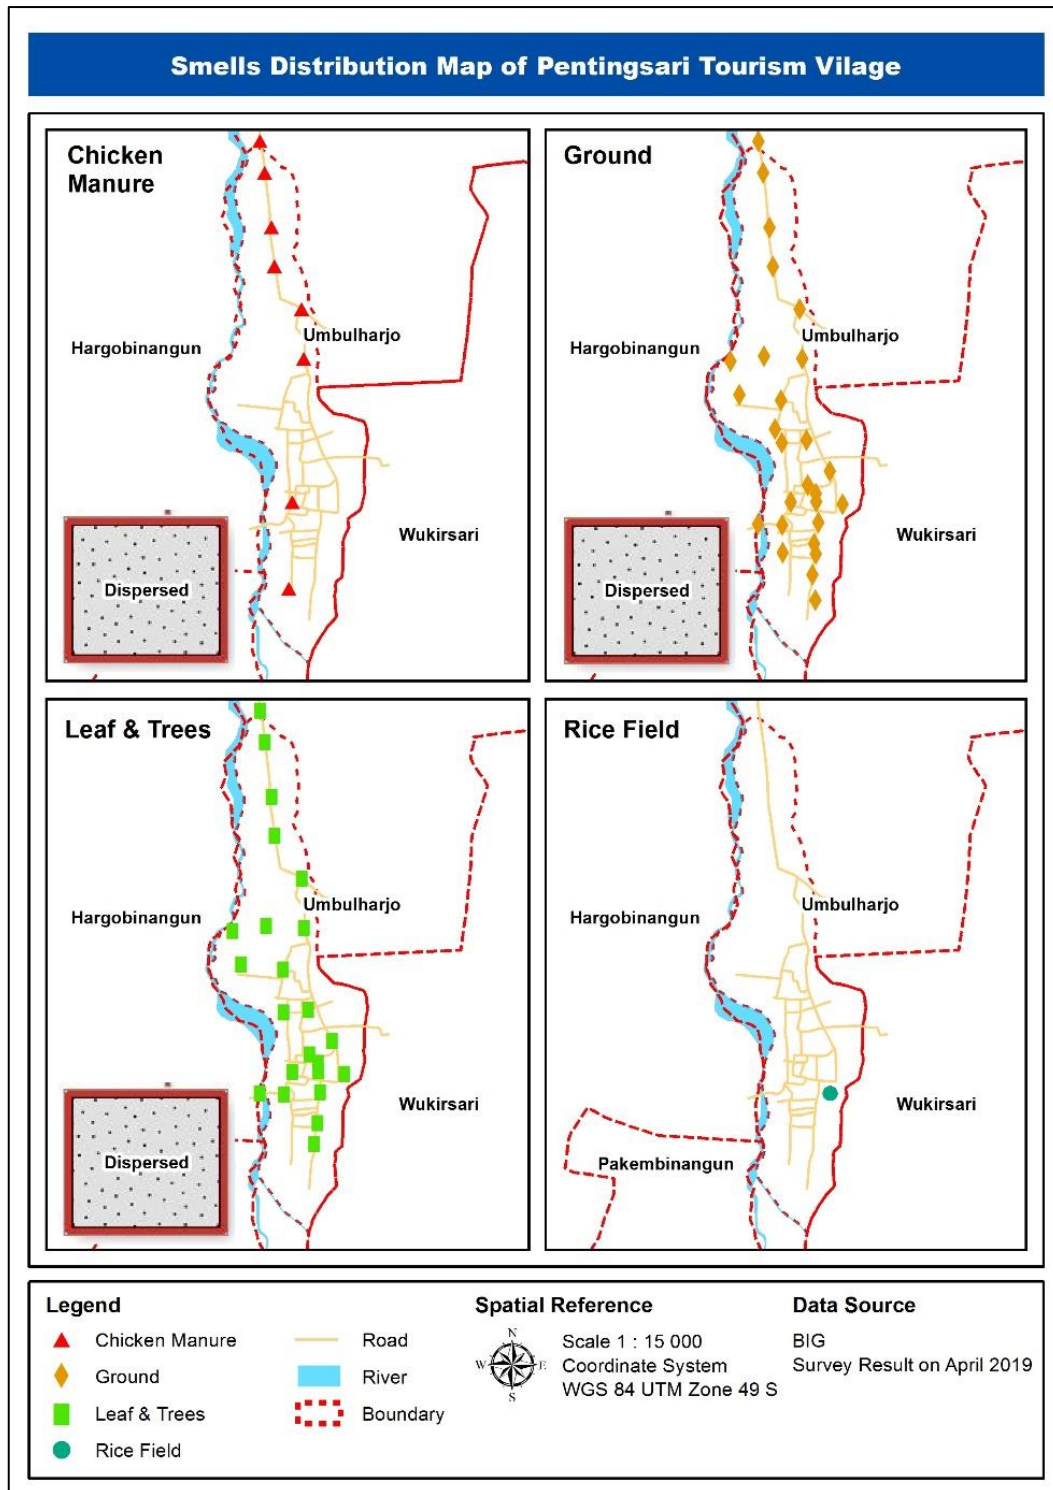 Smells Distribution Map of Pentingsari Tourism Vilage
Chicken
Manure
Hargobinangun
Umbulharjo
Wukirsari
Dispersed
Ground
Hargobinangun
Umbulharjo
Wukirsari
Dispersed
Leaf & Trees
Hargobinangun
Umbulharjo
Wukirsari
Dispersed
Rice Field
Hargobinangun
Umbulharjo
Wukirsari
Pakembinangun
Legend
Chicken Manure
Ground
Leaf & Trees
Rice Field
Road
River
Boundary
Spatial Reference
N
W
E
S
Scale 1 : 15 000
Coordinate System
WGS 84 UTM Zone 49 S
Data Source
BIG
Survey Result on April 2019